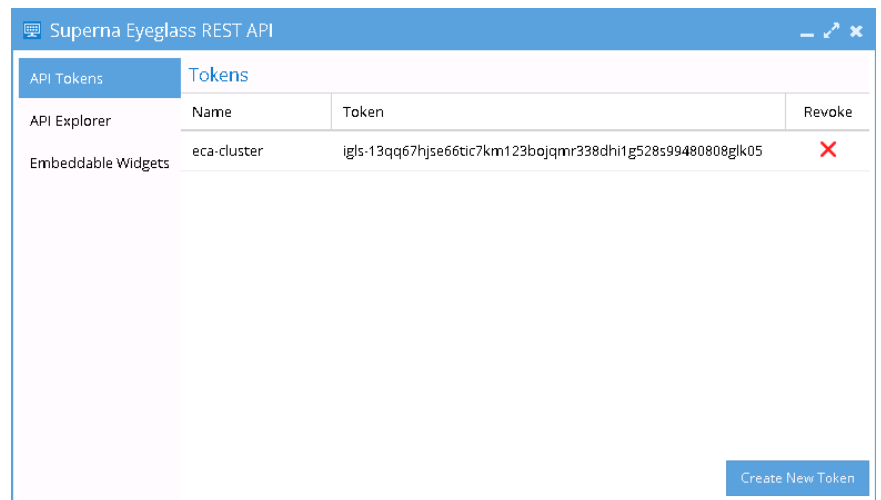 Superna Eyeglass REST API
API Tokens
API Explorer
Embeddable Widgets
Tokens
Name Token Revoke
eca-cluster igls-13qq67hjse66tic7km123bojqmr338dhi1g528s99480808glk05
Create New Token